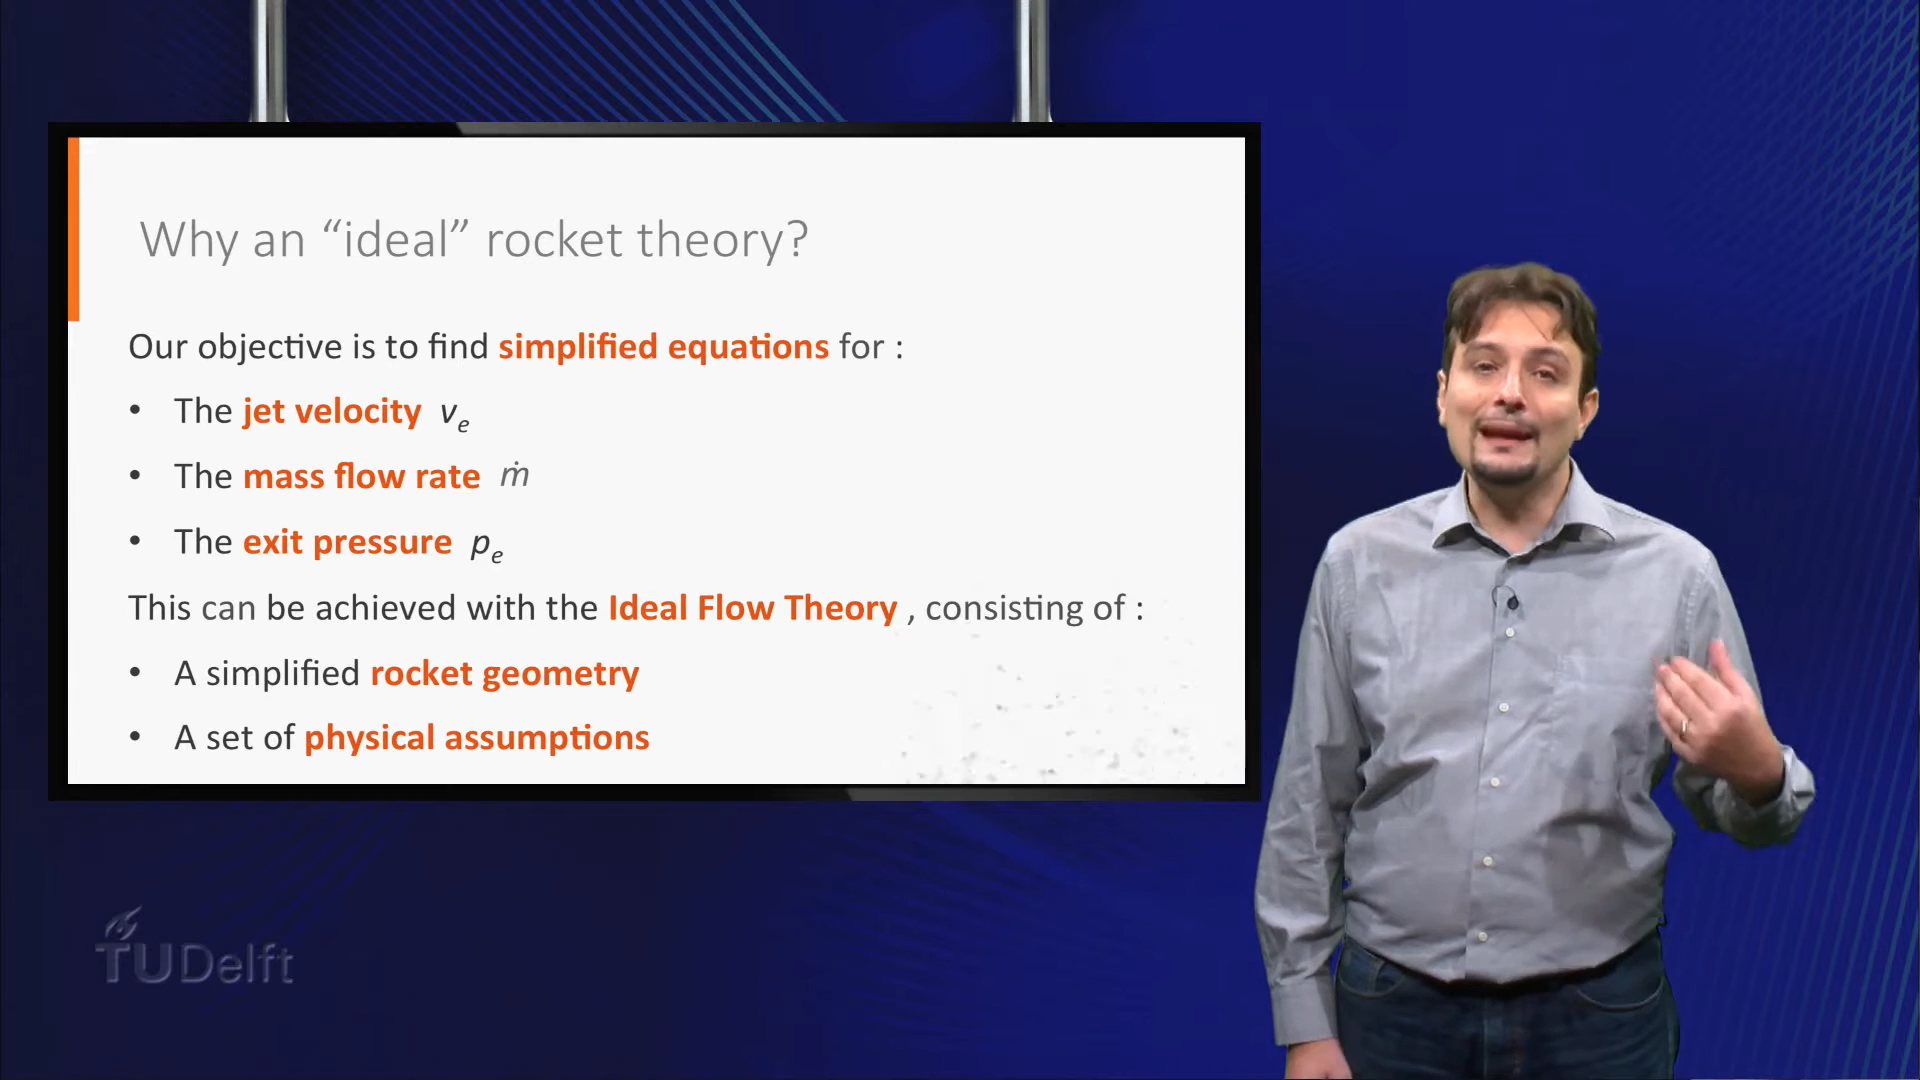 Why an “ideal” rocket theory?
Our objective is to find simplified equations for :
• The jet velocity vₑ
• The mass flow rate ṁ
• The exit pressure pₑ
This can be achieved with the Ideal Flow Theory , consisting of :
• A simplified rocket geometry
• A set of physical assumptions
TUDelft